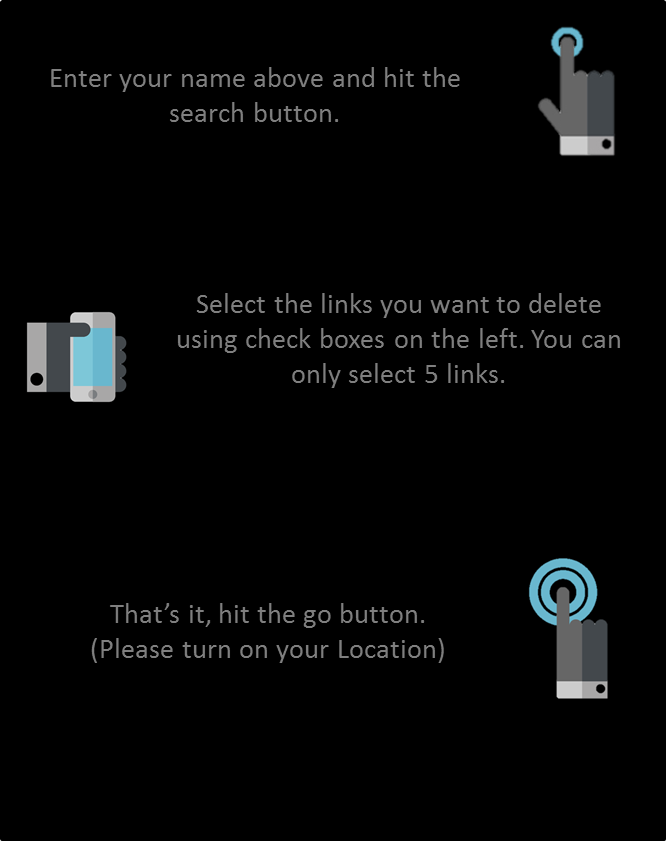 Enter your name above and hit the
search button.
Select the links you want to delete
using check boxes on the left. You can
only select 5 links.
That’s it, hit the go button.
(Please turn on your Location)